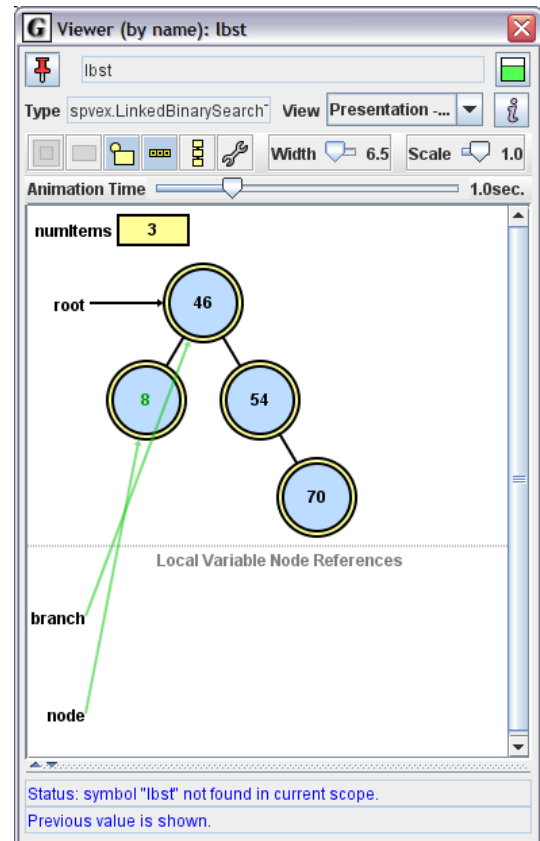 G Viewer (by name): lbst
lbst
Type spvex.LinkedBinarySearchT View Presentation -... i
Width 6.5 Scale 1.0
Animation Time 1.0sec.
numItems 3
root 46
8 54
70
Local Variable Node References
branch
node
Status: symbol "lbst" not found in current scope.
Previous value is shown.